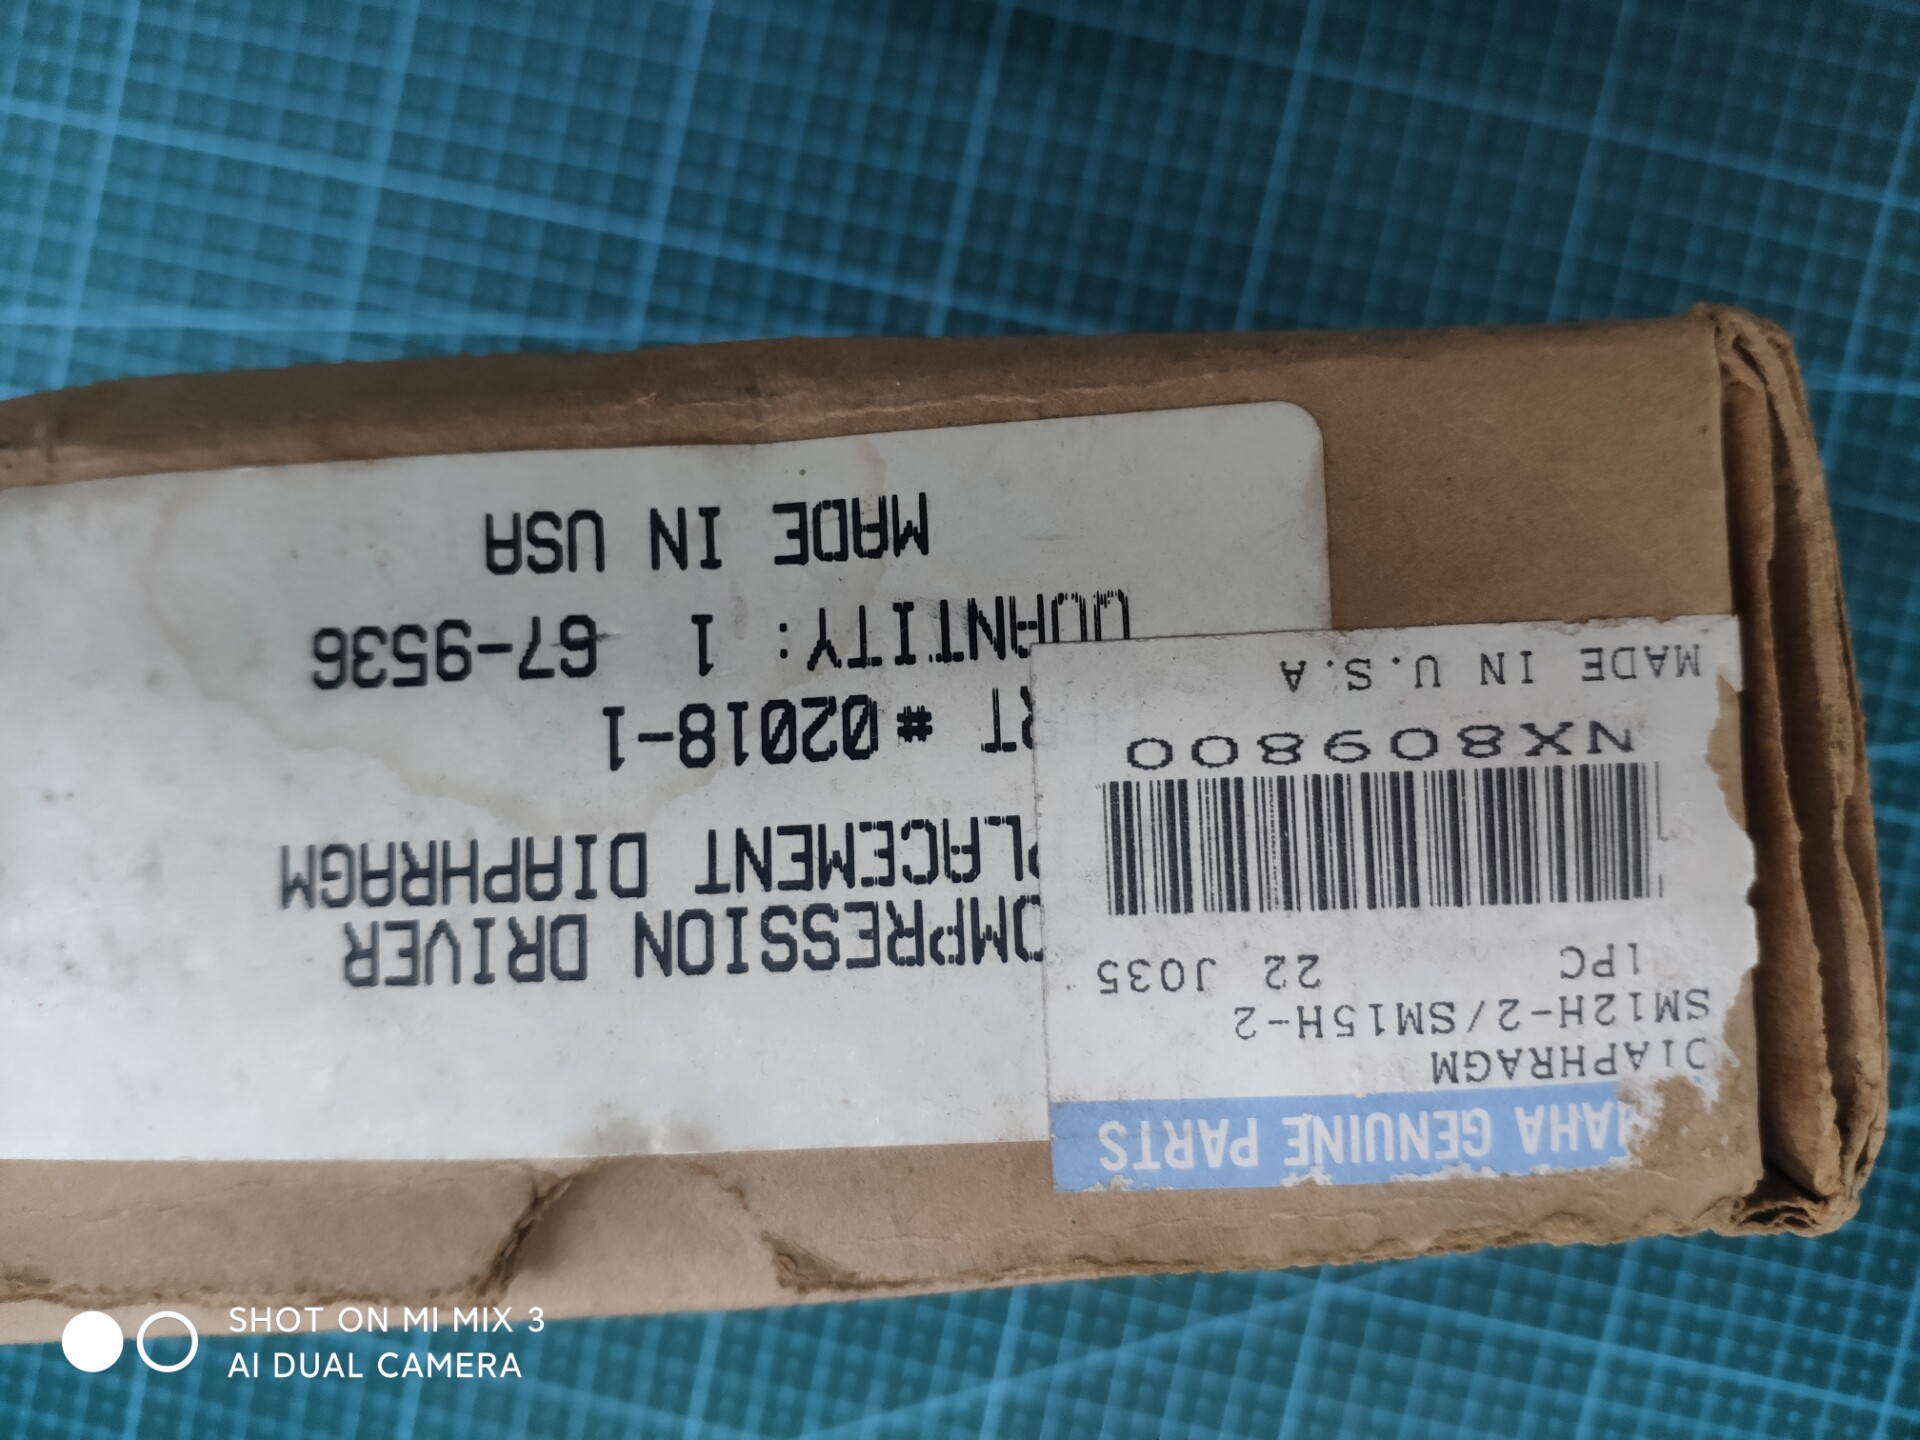 OMPRESSION DRIVER
PLACEMENT DIAPHRAGM
RT #02018-1
QUANTITY: 1 67-9536
MADE IN USA
AHA GENUINE PARTS
DIAPHRAGM
SM12H-2/SM15H-2
1PC 22 J035
NX809800
MADE IN U.S.A
SHOT ON MI MIX 3
AI DUAL CAMERA